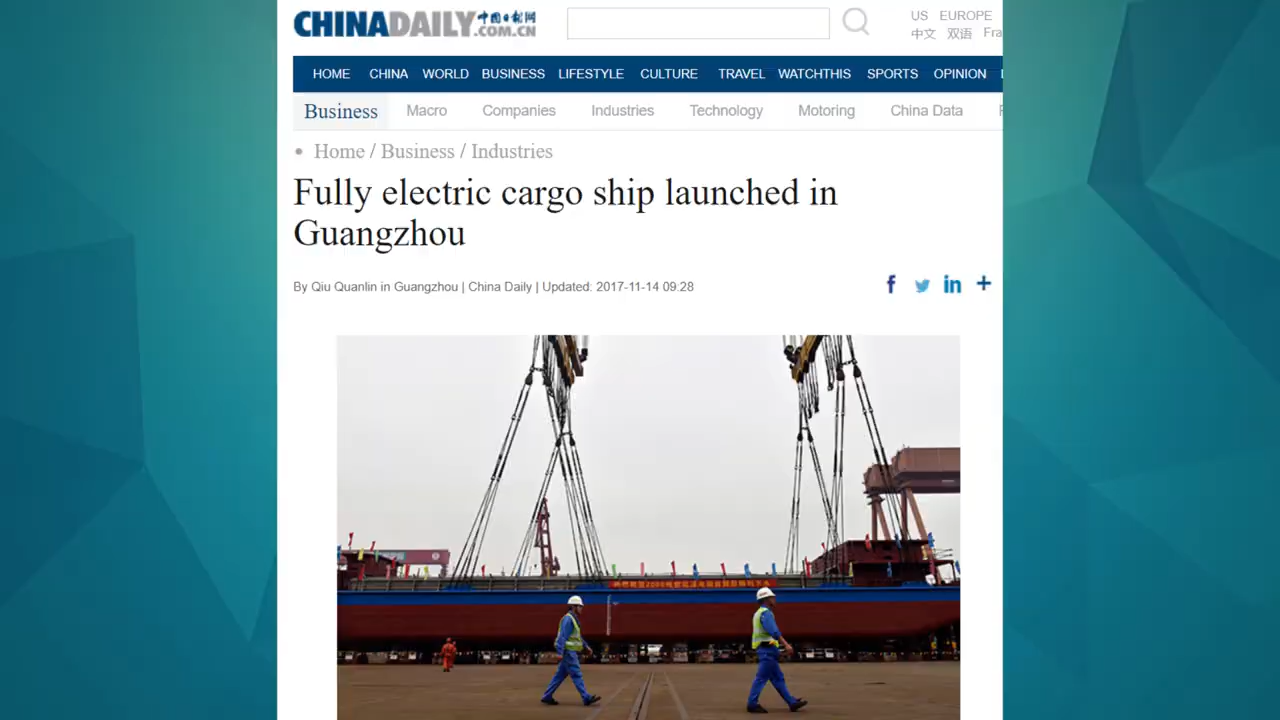 CHINADAILY 中国日报网
.COM.CN
US EUROPE
中文 双语 Fra
HOME CHINA WORLD BUSINESS LIFESTYLE CULTURE TRAVEL WATCHTHIS SPORTS OPINION
Business Macro Companies Industries Technology Motoring China Data
• Home / Business / Industries
Fully electric cargo ship launched in
Guangzhou
By Qiu Quanlin in Guangzhou | China Daily | Updated: 2017-11-14 09:28
f in +